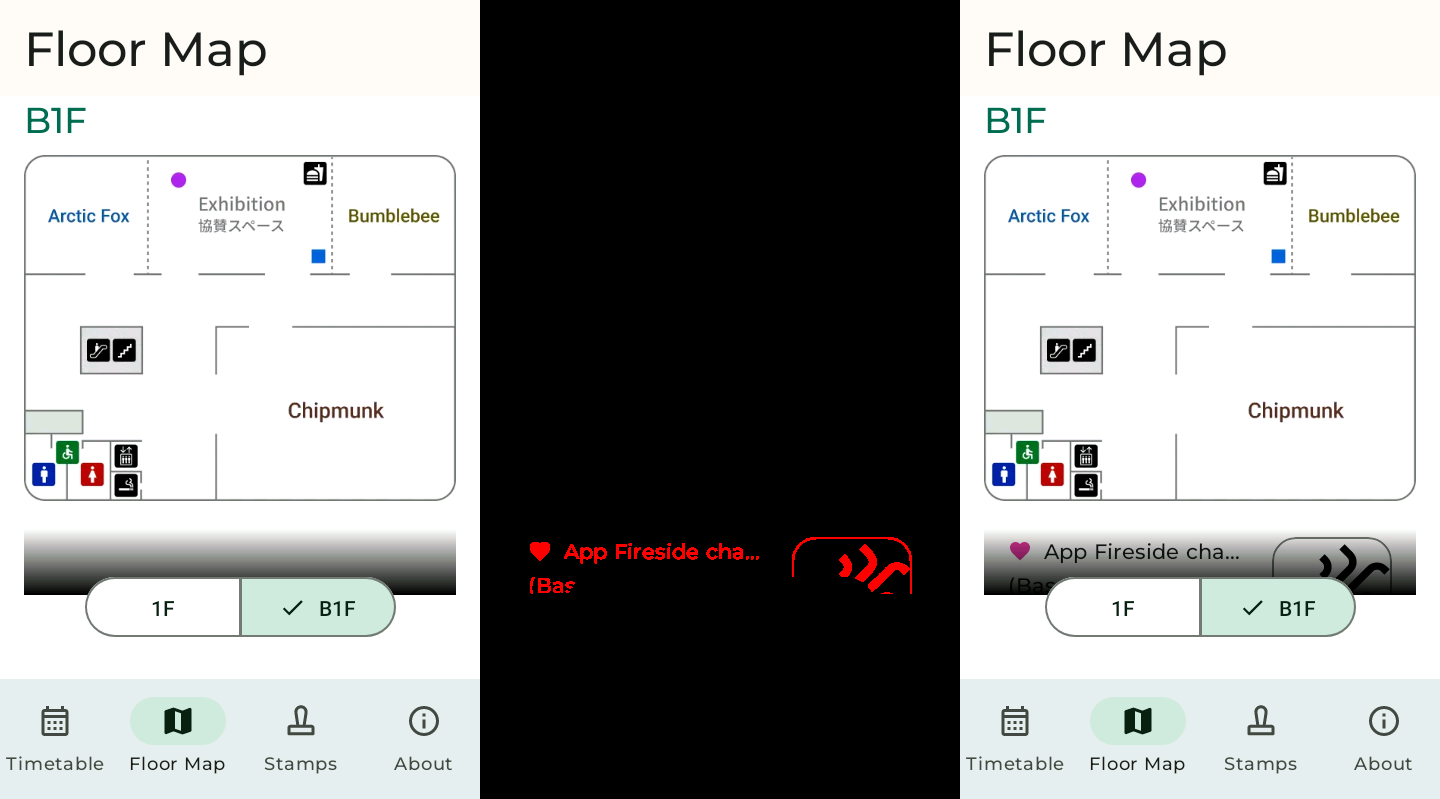 Floor Map
B1F
Arctic Fox
Exhibition
協賛スペース
Bumblebee
Chipmunk
1F
B1F
Timetable
Floor Map
Stamps
About
App Fireside cha...
(Bas
Floor Map
B1F
Arctic Fox
Exhibition
協賛スペース
Bumblebee
Chipmunk
App Fireside cha...
(Bas
1F
B1F
Timetable
Floor Map
Stamps
About